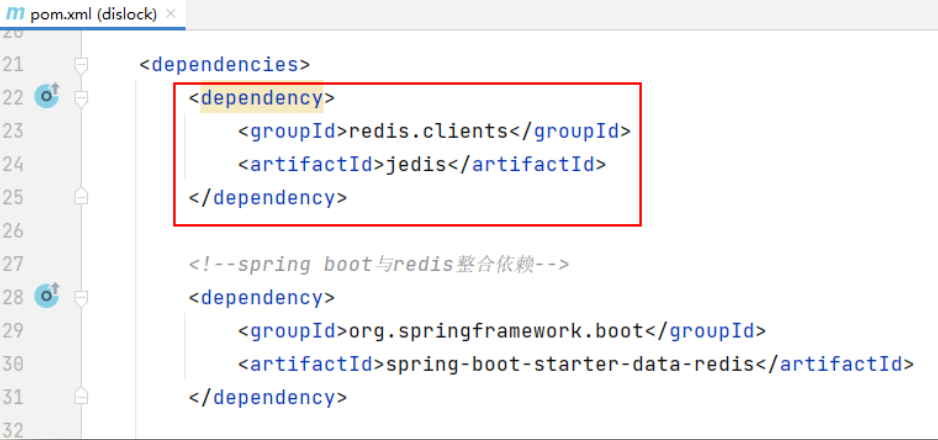 m pom.xml (dislock) ×
20
21 <dependencies>
22 <dependency>
23 <groupId>redis.clients</groupId>
24 <artifactId>jedis</artifactId>
25 </dependency>
26
27 <!--spring boot与redis整合依赖-->
28 <dependency>
29 <groupId>org.springframework.boot</groupId>
30 <artifactId>spring-boot-starter-data-redis</artifactId>
31 </dependency>
32